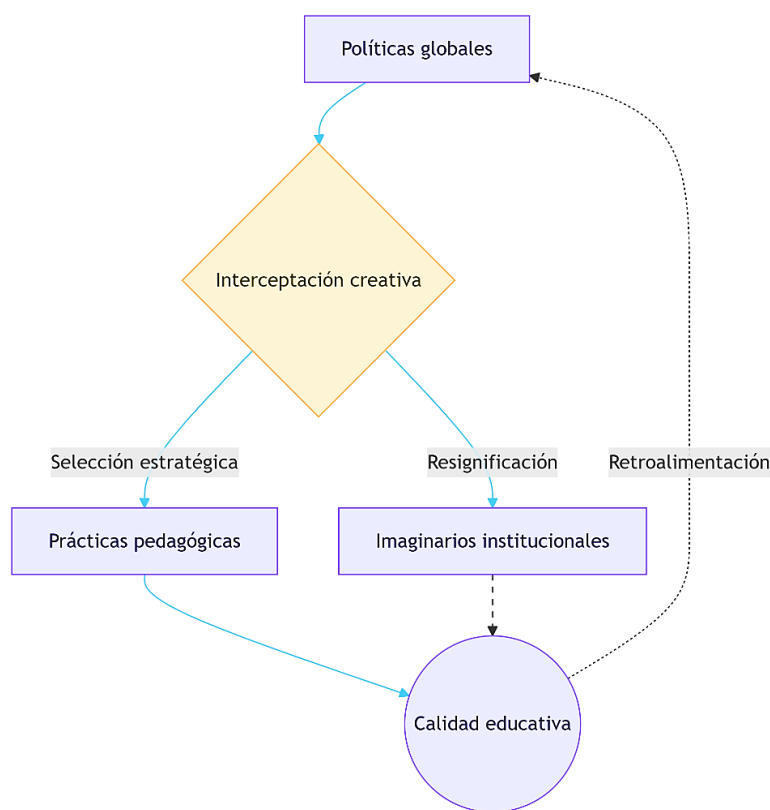 Políticas globales
Interceptación creativa
Selección estratégica
Resignificación
Retroalimentación
Prácticas pedagógicas
Imaginarios institucionales
Calidad educativa